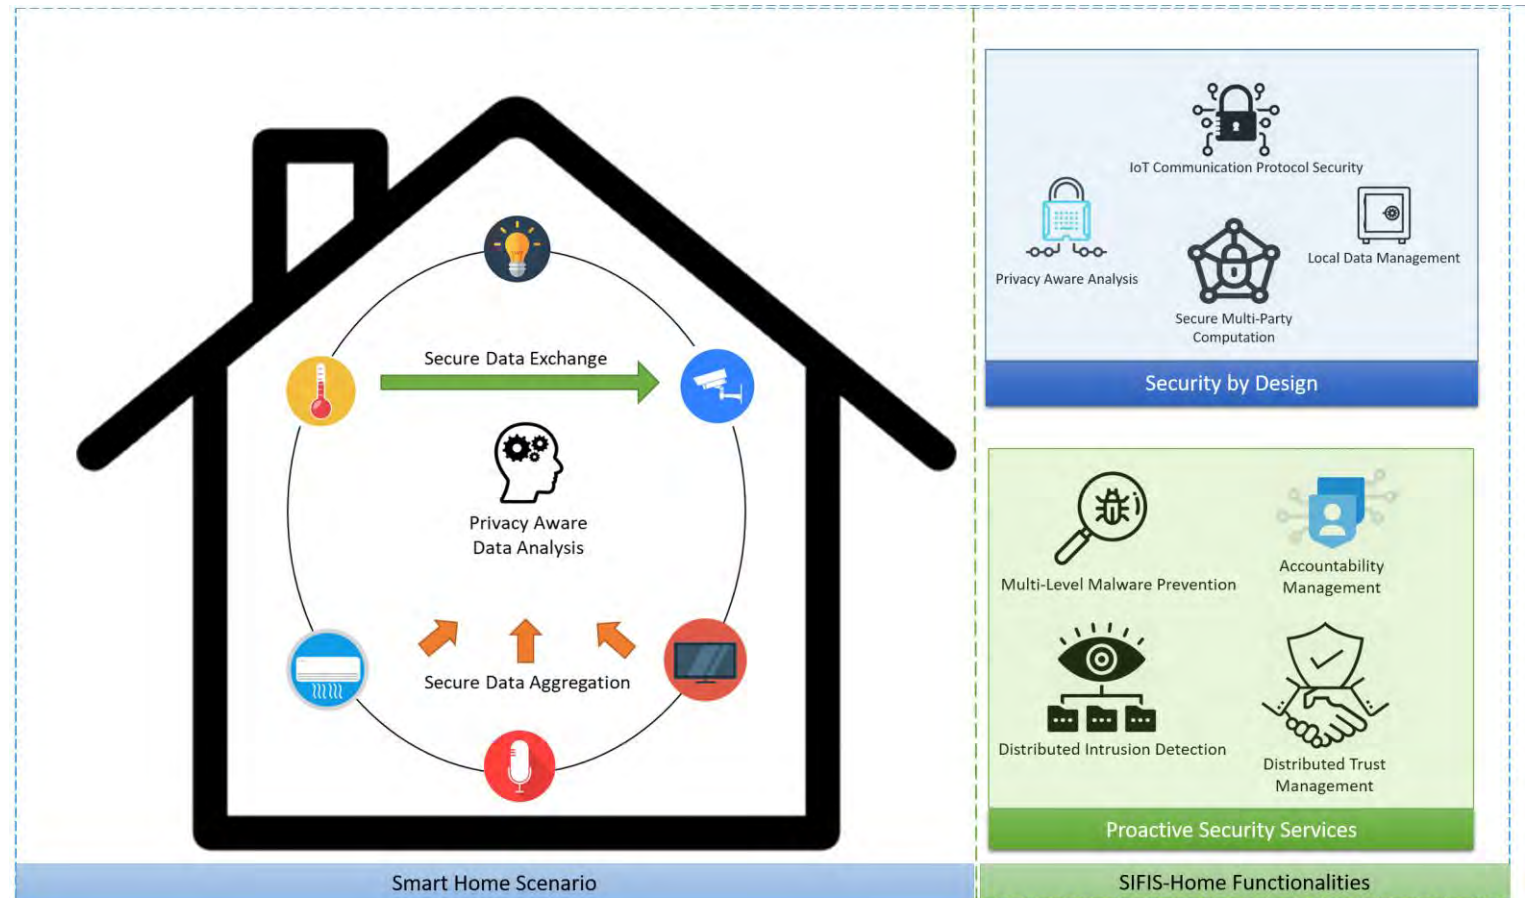 Secure Data Exchange
Privacy Aware
Data Analysis
Secure Data Aggregation
Smart Home Scenario
IoT Communication Protocol Security
Privacy Aware Analysis
Local Data Management
Secure Multi-Party
Computation
Security by Design
Multi-Level Malware Prevention
Accountability
Management
Distributed Intrusion Detection
Distributed Trust
Management
Proactive Security Services
SIFIS-Home Functionalities